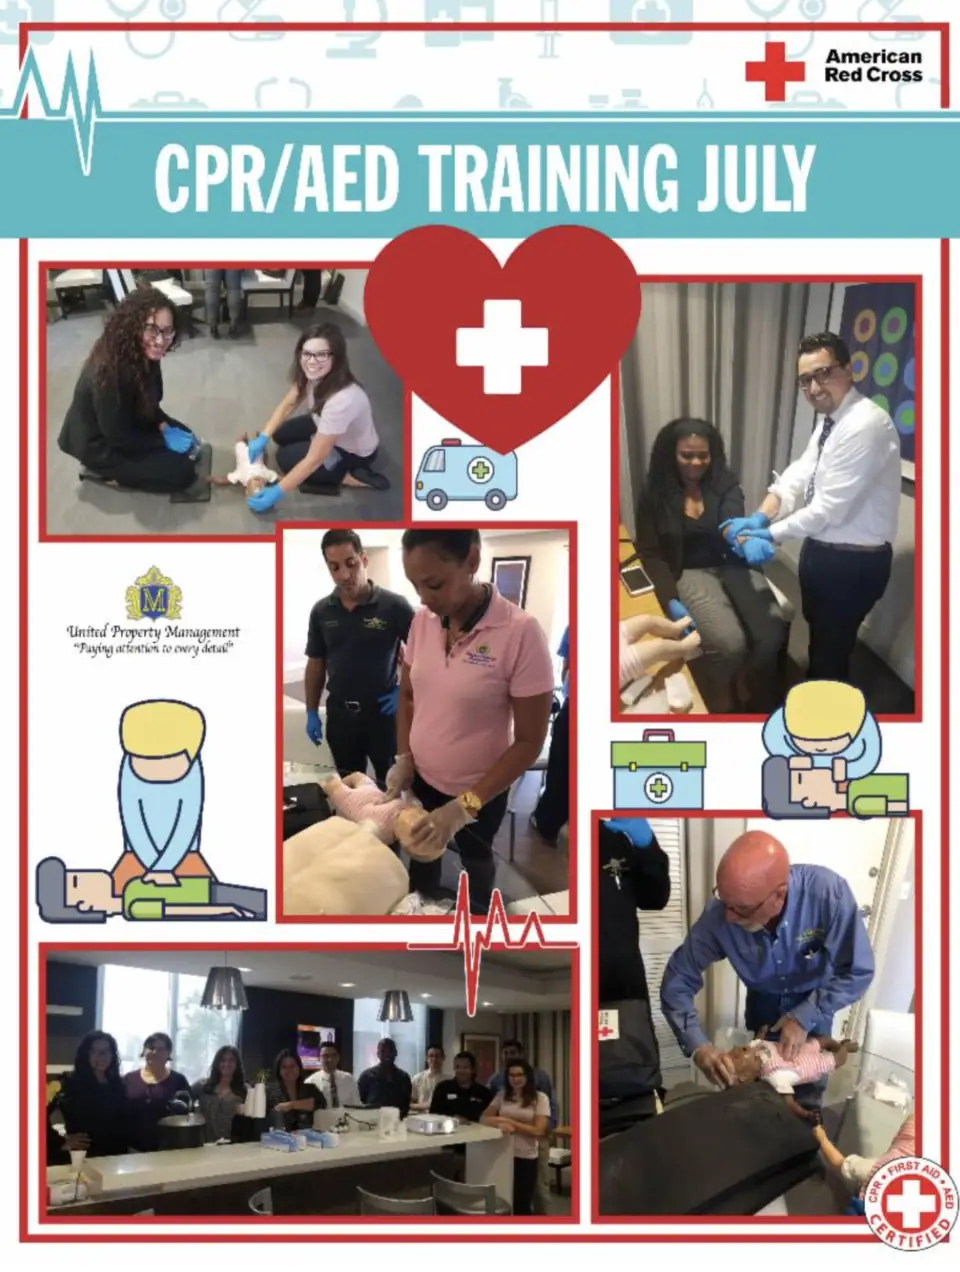 American
Red Cross
CPR/AED TRAINING JULY
M
United Property Management
"Paying attention to every detail"
CPR • FIRST AID • AED
CERTIFIED